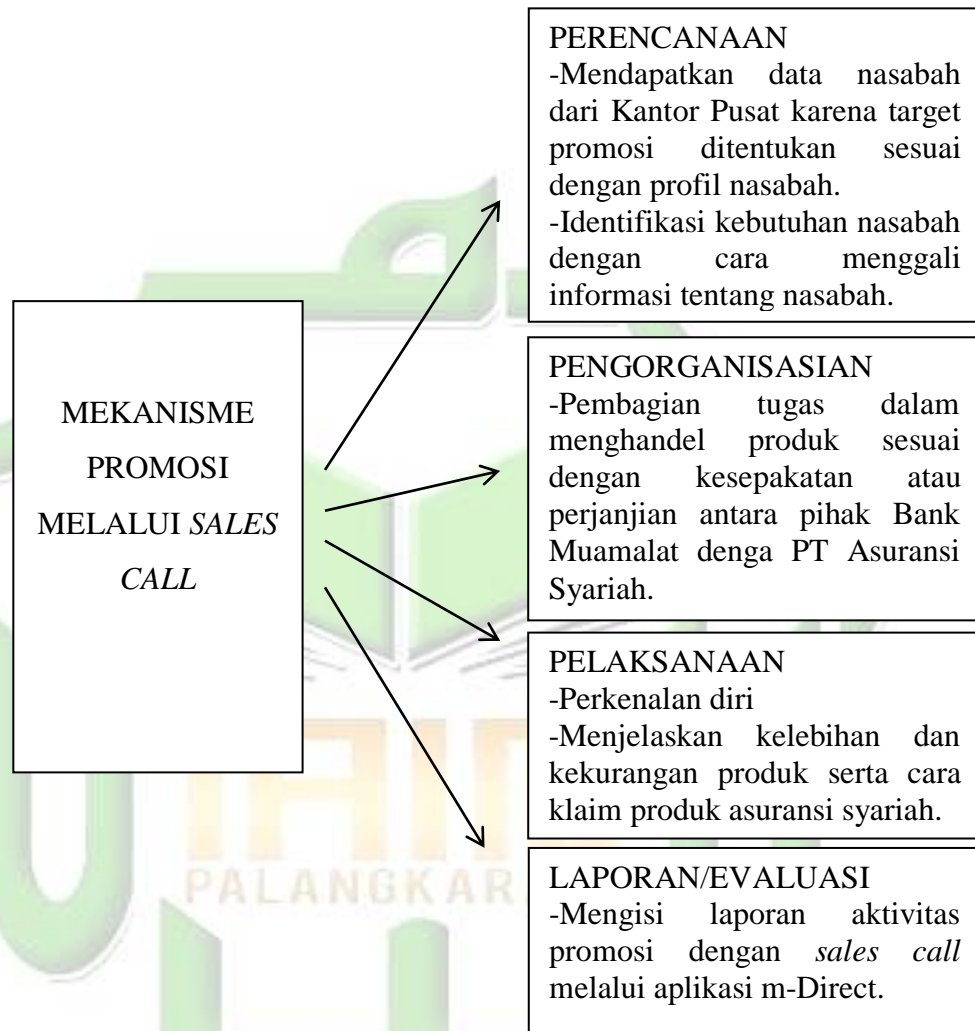 MEKANISME
PROMOSI
MELALUI SALES
CALL
PERENCANAAN
-Mendapatkan data nasabah
dari Kantor Pusat karena target
promosi ditentukan sesuai
dengan profil nasabah.
-Identifikasi kebutuhan nasabah
dengan cara menggali
informasi tentang nasabah.
PENGORGANISASIAN
-Pembagian tugas dalam
menghandel produk sesuai
dengan kesepakatan atau
perjanjian antara pihak Bank
Muamalat denga PT Asuransi
Syariah.
PELAKSANAAN
-Perkenalan diri
-Menjelaskan kelebihan dan
kekurangan produk serta cara
klaim produk asuransi syariah.
LAPORAN/EVALUASI
-Mengisi laporan aktivitas
promosi dengan sales call
melalui aplikasi m-Direct.
PALANGKAR